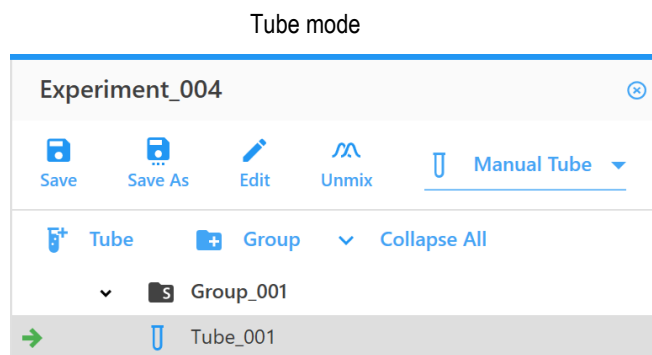 Tube mode
Experiment_004
Save Save As Edit Unmix Manual Tube
Tube Group Collapse All
S Group_001
Tube_001